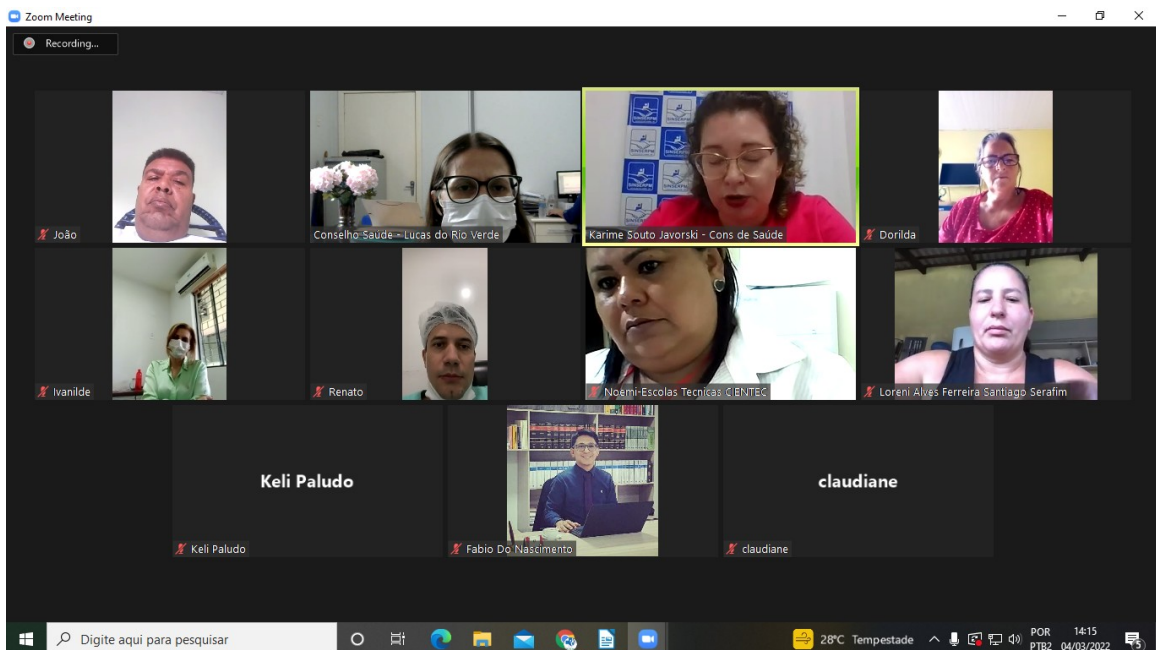 Zoom Meeting
Recording...
João
Conselho Saude - Lucas do Rio Verde
Karime Souto Javorski - Cons de Saúde
Dorilda
Ivanilde
Renato
Noemi-Escolas Tecnicas CIENTEC
Loreni Alves Ferreira Santiago Serafim
Keli Paludo
claudiane
Keli Paludo
Fabio Do Nascimento
claudiane
Digite aqui para pesquisar
28°C Tempestade
POR
14:15
PTB2
04/03/2022
5